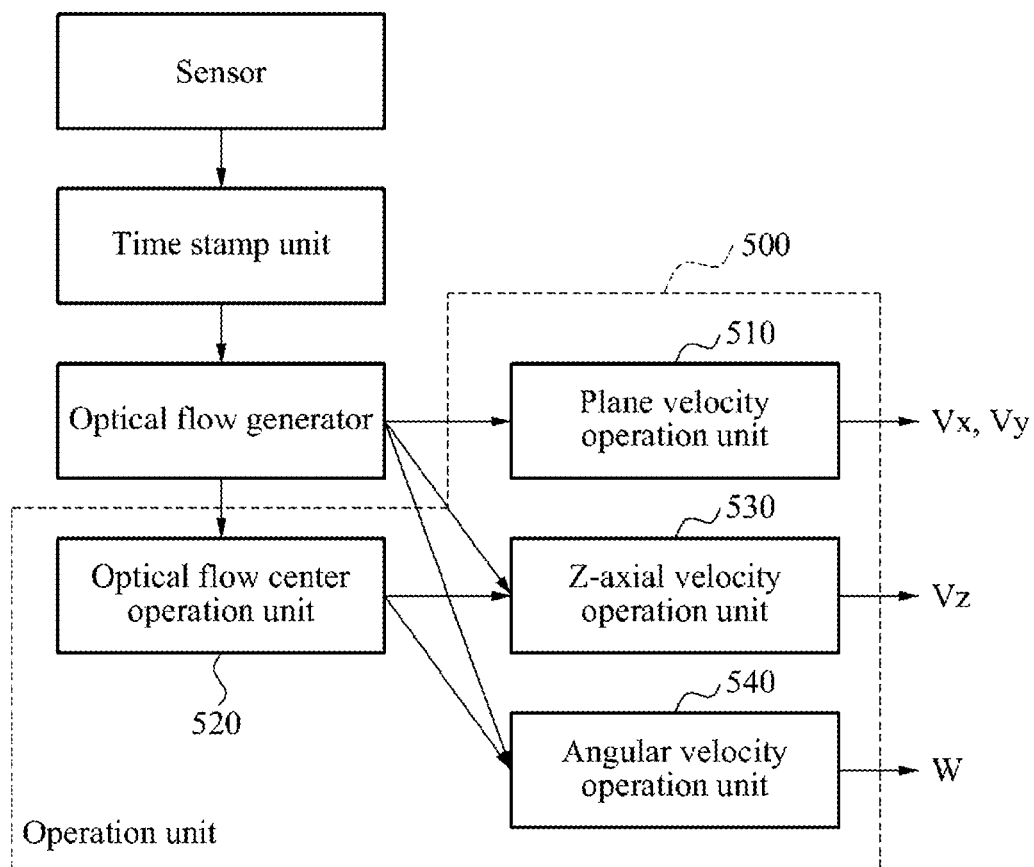 Sensor
Time stamp unit
500
510
Optical flow generator
Plane velocity
operation unit
Vx, Vy
530
Optical flow center
operation unit
Z-axial velocity
operation unit
Vz
520
540
Angular velocity
operation unit
W
Operation unit